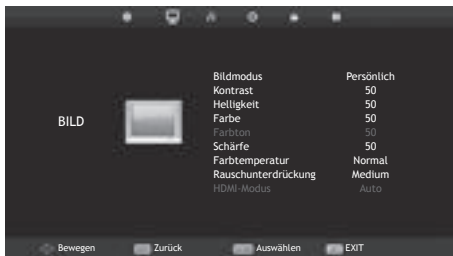 BILD
Bildmodus Persönlich
Kontrast 50
Helligkeit 50
Farbe 50
Farbton 50
Schärfe 50
Farbtemperatur Normal
Rauschunterdrückung Medium
HDMI-Modus Auto
Bewegen Zurück Auswählen EXIT